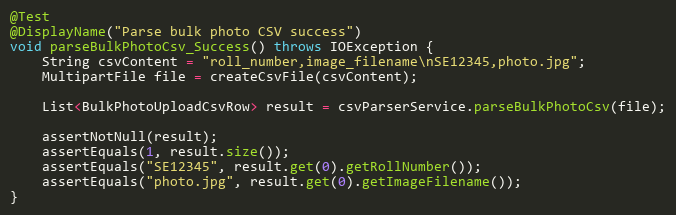 @Test
@DisplayName("Parse bulk photo CSV success")
void parseBulkPhotoCsv_Success() throws IOException {
    String csvContent = "roll_number,image_filename\nSE12345,photo.jpg";
    MultipartFile file = createCsvFile(csvContent);

    List<BulkPhotoUploadCsvRow> result = csvParserService.parseBulkPhotoCsv(file);

    assertNotNull(result);
    assertEquals(1, result.size());
    assertEquals("SE12345", result.get(0).getRollNumber());
    assertEquals("photo.jpg", result.get(0).getImageFilename());
}